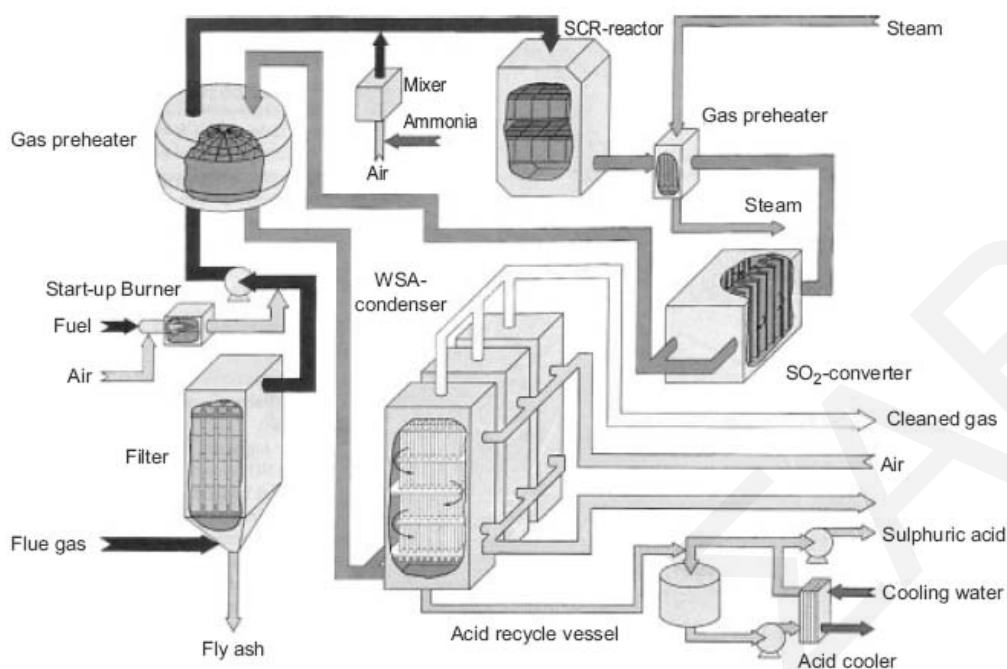 SCR-reactor
Steam
Mixer
Gas preheater
Ammonia
Gas preheater
Air
Steam
WSA-
condenser
Start-up Burner
Fuel
Air
SO₂-converter
Cleaned gas
Filter
Air
Flue gas
Sulphuric acid
Cooling water
Acid recycle vessel
Fly ash
Acid cooler